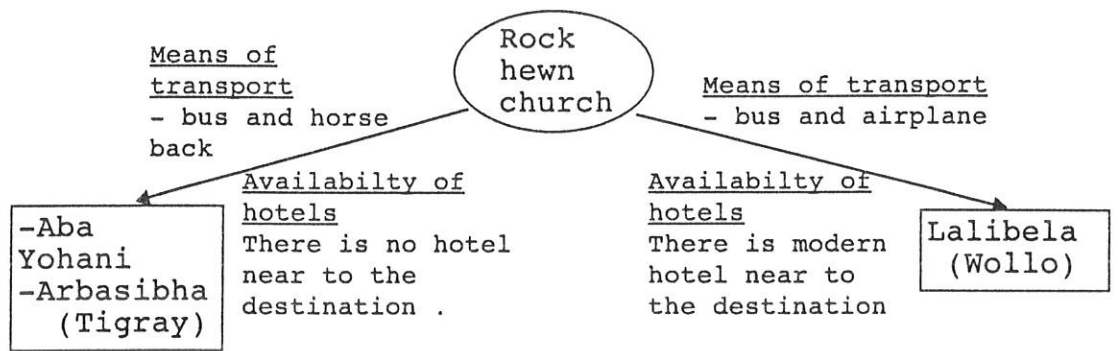 Rock
hewn
church
Means of
transport
- bus and horse
back
Means of transport
- bus and airplane
Availabilty of
hotels
There is no hotel
near to the
destination .
Availabilty of
hotels
There is modern
hotel near to
the destination
-Aba
Yohani
-Arbasibha
(Tigray)
Lalibela
(Wollo)